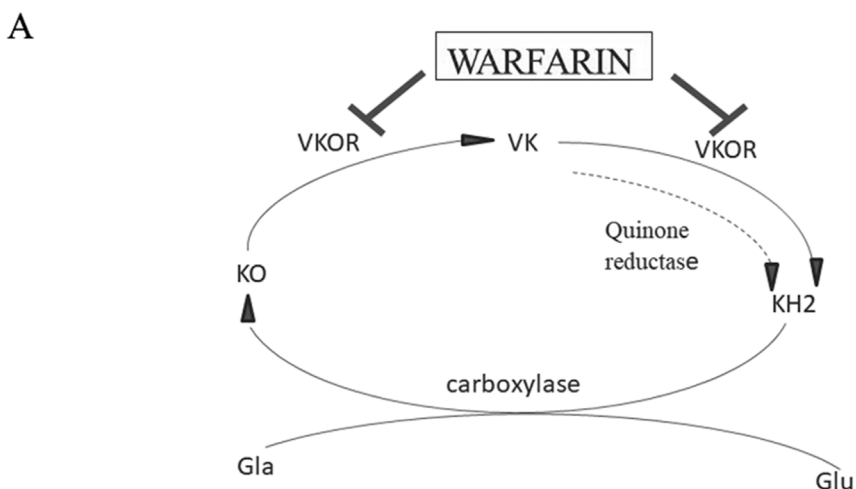 A
WARFARIN
VKOR
VK
VKOR
Quinone
reductase
KO
KH2
carboxylase
Gla
Glu